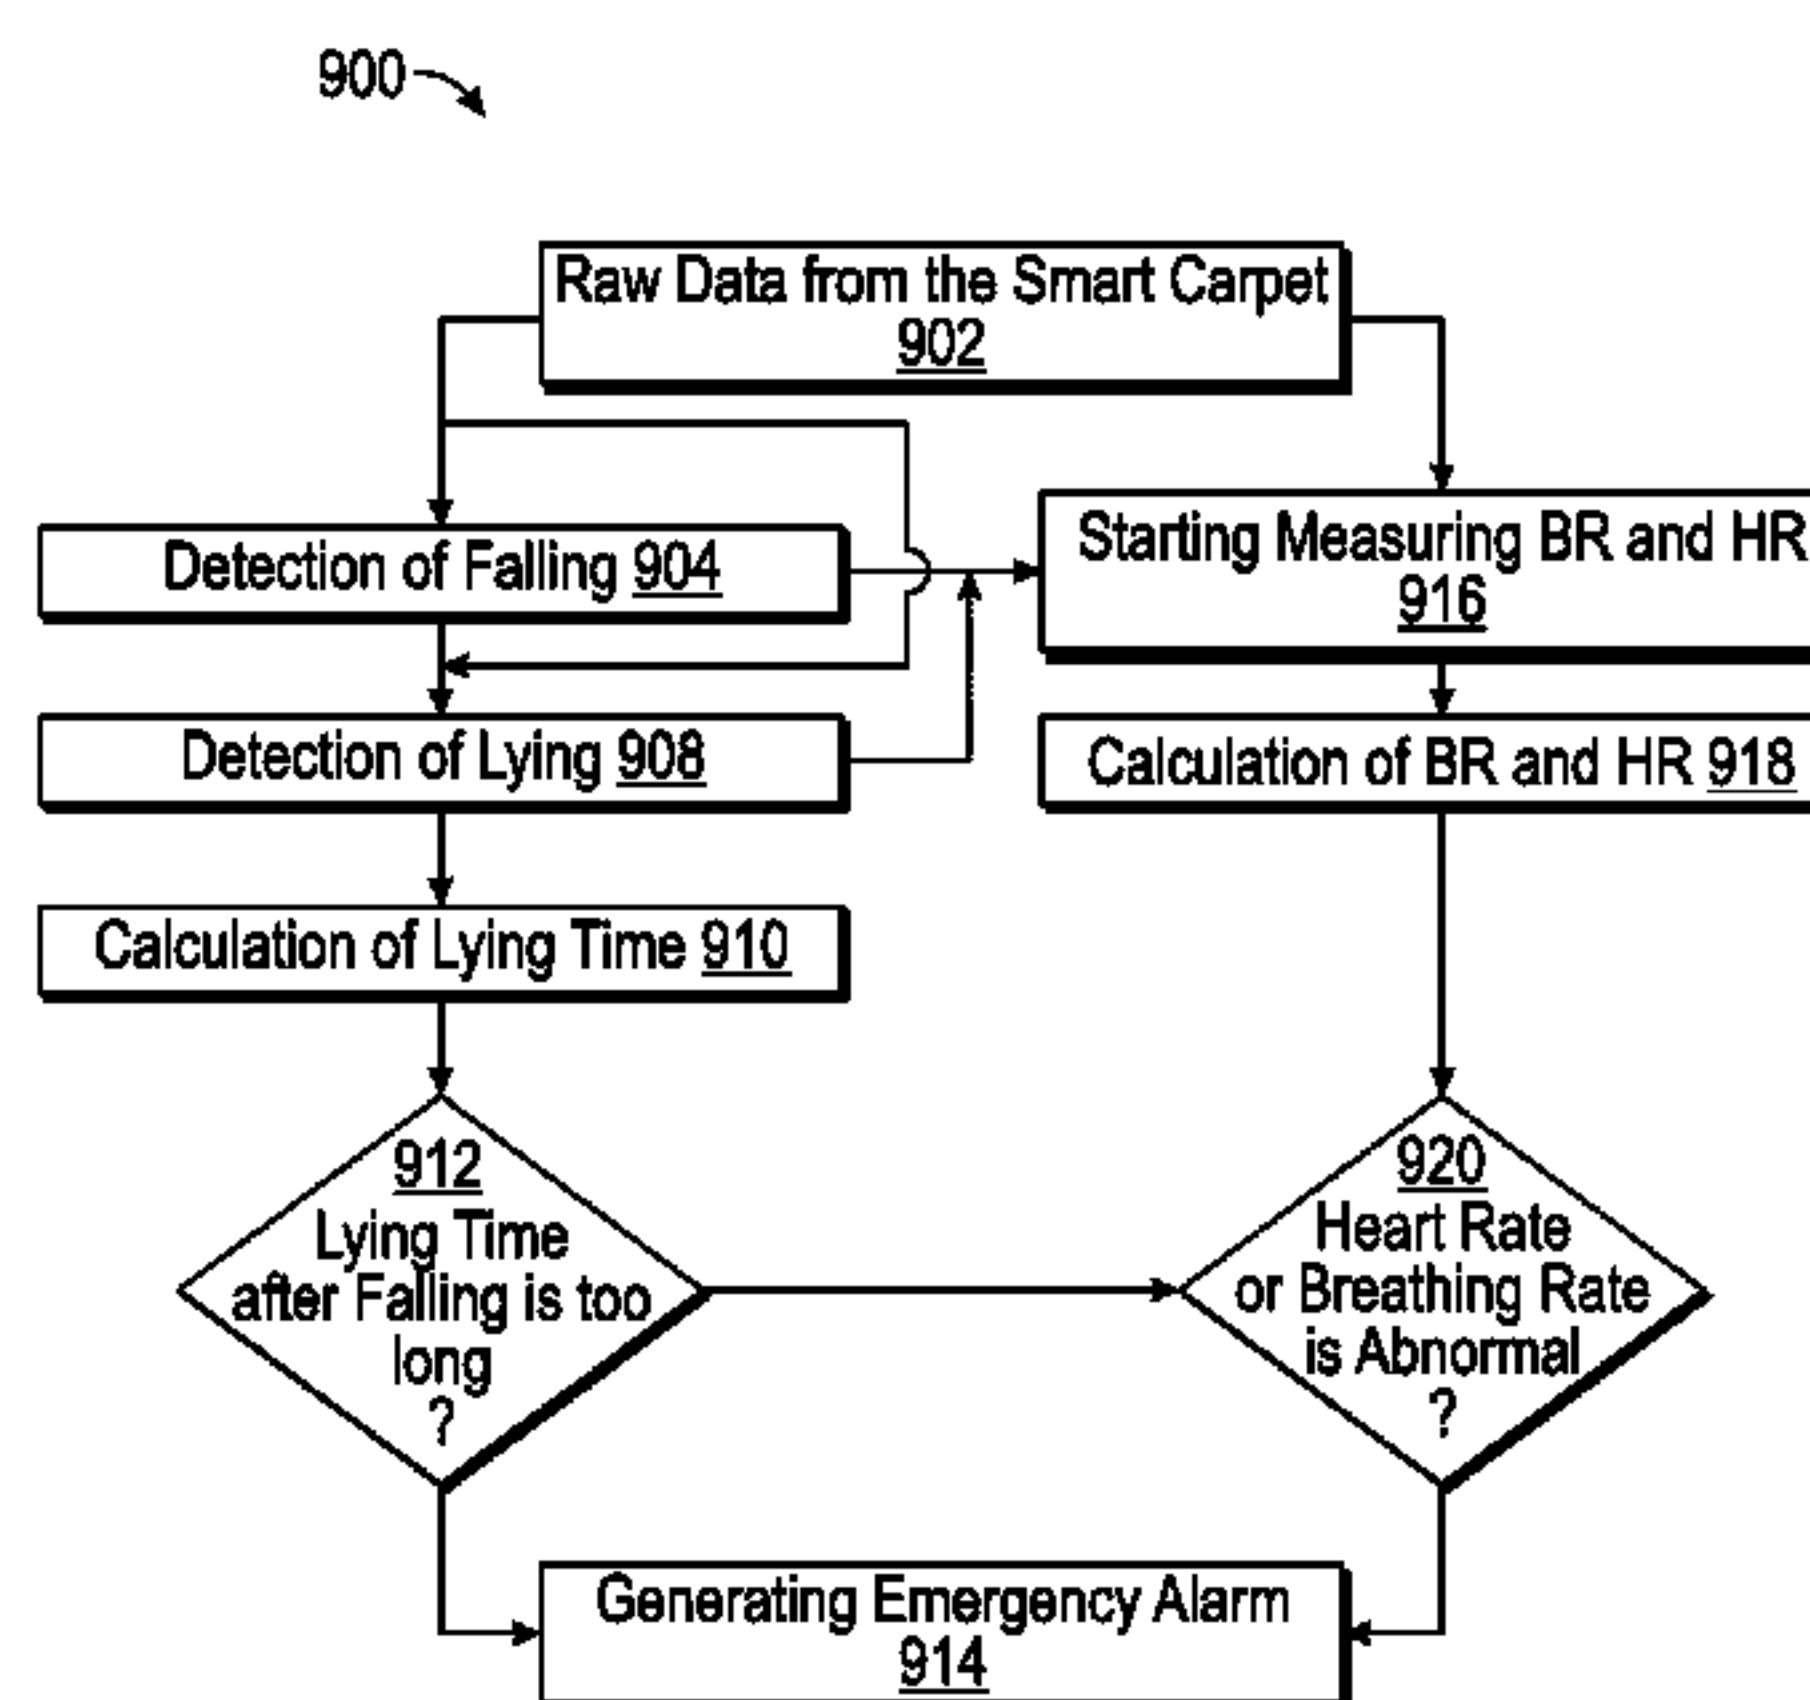 900
Raw Data from the Smart Carpet
902
Detection of Falling 904
Starting Measuring BR and HR
916
Detection of Lying 908
Calculation of BR and HR 918
Calculation of Lying Time 910
912
Lying Time
after Falling is too
long
?
920
Heart Rate
or Breathing Rate
is Abnormal
?
Generating Emergency Alarm
914